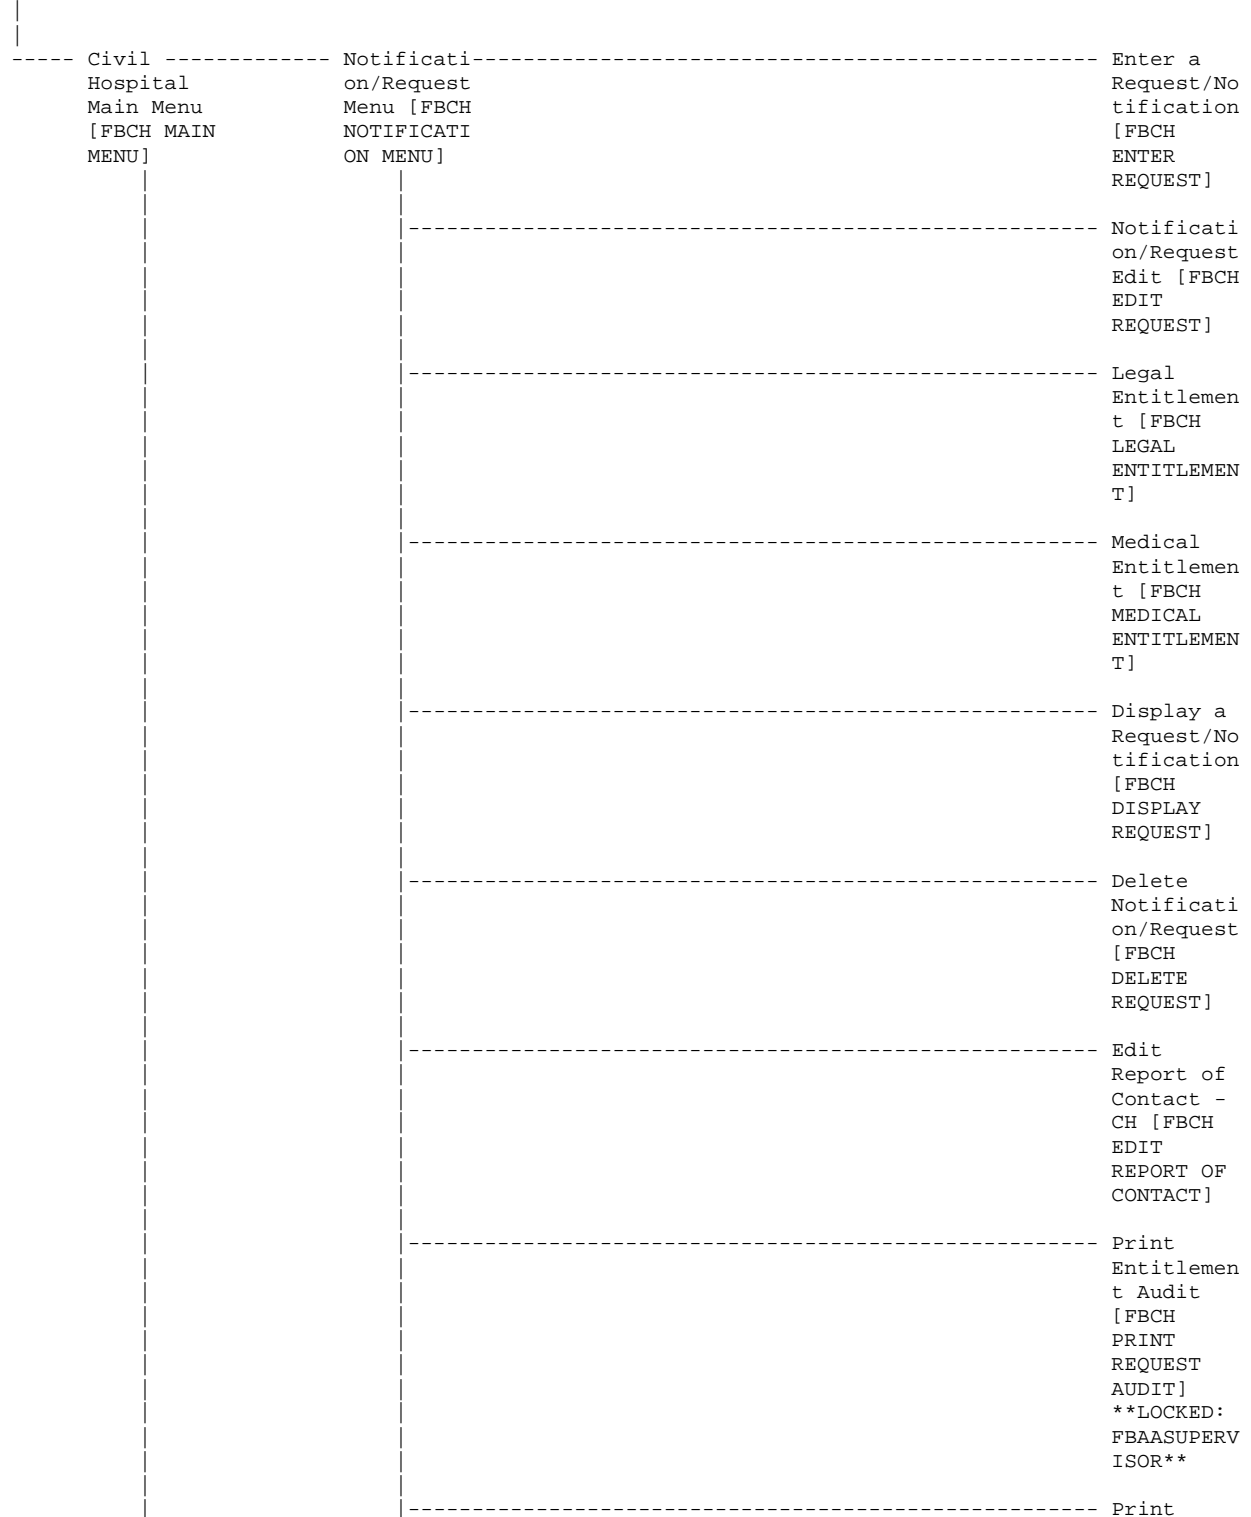 |
|
----- Civil ------------- Notificati------------------------------------------------- Enter a
      Hospital            on/Request                                                  Request/No
      Main Menu           Menu [FBCH                                                  tification
      [FBCH MAIN          NOTIFICATI                                                  [FBCH
      MENU]               ON MENU]                                                    ENTER
          |                   |                                                       REQUEST]
          |                   |
          |                   |------------------------------------------------------ Notificati
          |                   |                                                       on/Request
          |                   |                                                       Edit [FBCH
          |                   |                                                       EDIT
          |                   |                                                       REQUEST]
          |                   |
          |                   |------------------------------------------------------ Legal
          |                   |                                                       Entitlemen
          |                   |                                                       t [FBCH
          |                   |                                                       LEGAL
          |                   |                                                       ENTITLEMEN
          |                   |                                                       T]
          |                   |
          |                   |------------------------------------------------------ Medical
          |                   |                                                       Entitlemen
          |                   |                                                       t [FBCH
          |                   |                                                       MEDICAL
          |                   |                                                       ENTITLEMEN
          |                   |                                                       T]
          |                   |
          |                   |------------------------------------------------------ Display a
          |                   |                                                       Request/No
          |                   |                                                       tification
          |                   |                                                       [FBCH
          |                   |                                                       DISPLAY
          |                   |                                                       REQUEST]
          |                   |
          |                   |------------------------------------------------------ Delete
          |                   |                                                       Notificati
          |                   |                                                       on/Request
          |                   |                                                       [FBCH
          |                   |                                                       DELETE
          |                   |                                                       REQUEST]
          |                   |
          |                   |------------------------------------------------------ Edit
          |                   |                                                       Report of
          |                   |                                                       Contact -
          |                   |                                                       CH [FBCH
          |                   |                                                       EDIT
          |                   |                                                       REPORT OF
          |                   |                                                       CONTACT]
          |                   |
          |                   |------------------------------------------------------ Print
          |                   |                                                       Entitlemen
          |                   |                                                       t Audit
          |                   |                                                       [FBCH
          |                   |                                                       PRINT
          |                   |                                                       REQUEST
          |                   |                                                       AUDIT]
          |                   |                                                       **LOCKED:
          |                   |                                                       FBAASUPERV
          |                   |                                                       ISOR**
          |                   |
          |                   |------------------------------------------------------ Print